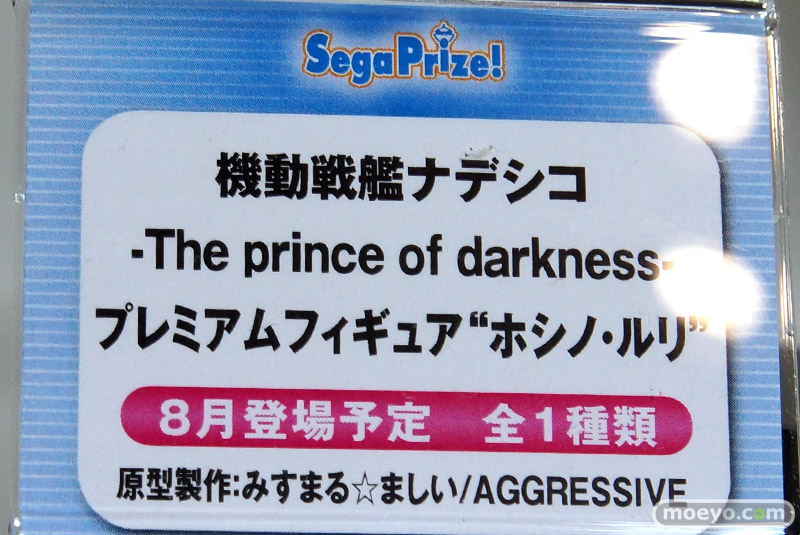 SegaPrize!
機動戦艦ナデシコ
-The prince of darkness-
プレミアムフィギュア“ホシノ・ルリ”
8月登場予定　全1種類
原型製作:みすまる☆ましい/AGGRESSIVE
moeyo.com